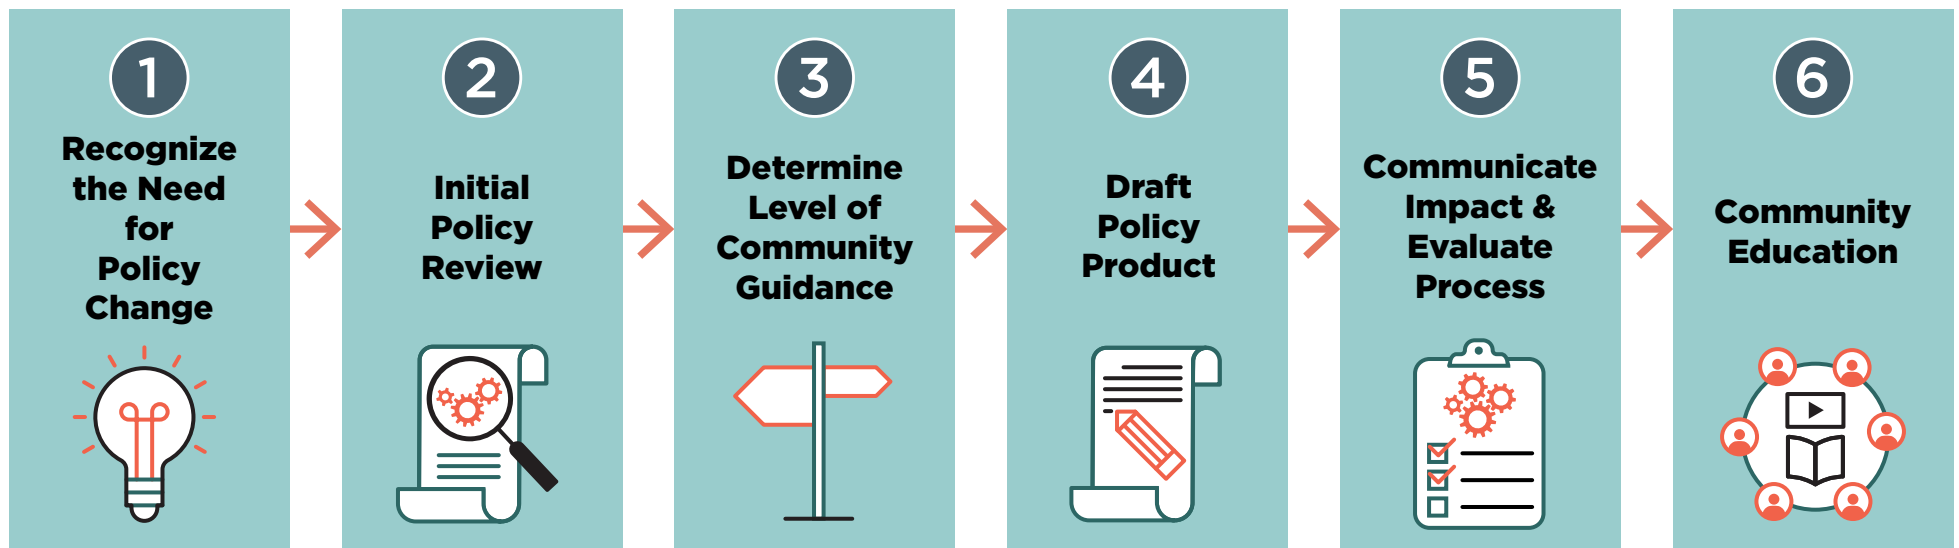 1
Recognize
the Need
for
Policy
Change
2
Initial
Policy
Review
3
Determine
Level of
Community
Guidance
4
Draft
Policy
Product
5
Communicate
Impact &
Evaluate
Process
6
Community
Education